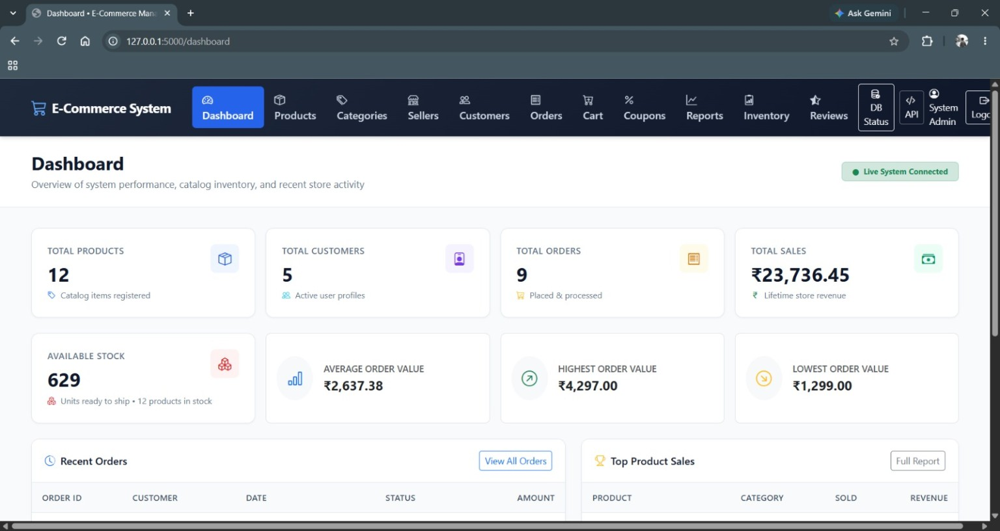 Dashboard • E-Commerce Mana
Ask Gemini
127.0.0.1:5000/dashboard
E-Commerce System
Dashboard
Products
Categories
Sellers
Customers
Orders
Cart
Coupons
Reports
Inventory
Reviews
DB
Status
API
System
Admin
Logo
Dashboard
Overview of system performance, catalog inventory, and recent store activity
Live System Connected
TOTAL PRODUCTS
12
Catalog items registered
TOTAL CUSTOMERS
5
Active user profiles
TOTAL ORDERS
9
Placed & processed
TOTAL SALES
₹23,736.45
₹ Lifetime store revenue
AVAILABLE STOCK
629
Units ready to ship • 12 products in stock
AVERAGE ORDER VALUE
₹2,637.38
HIGHEST ORDER VALUE
₹4,297.00
LOWEST ORDER VALUE
₹1,299.00
Recent Orders
View All Orders
ORDER ID CUSTOMER DATE STATUS AMOUNT
Top Product Sales
Full Report
PRODUCT CATEGORY SOLD REVENUE